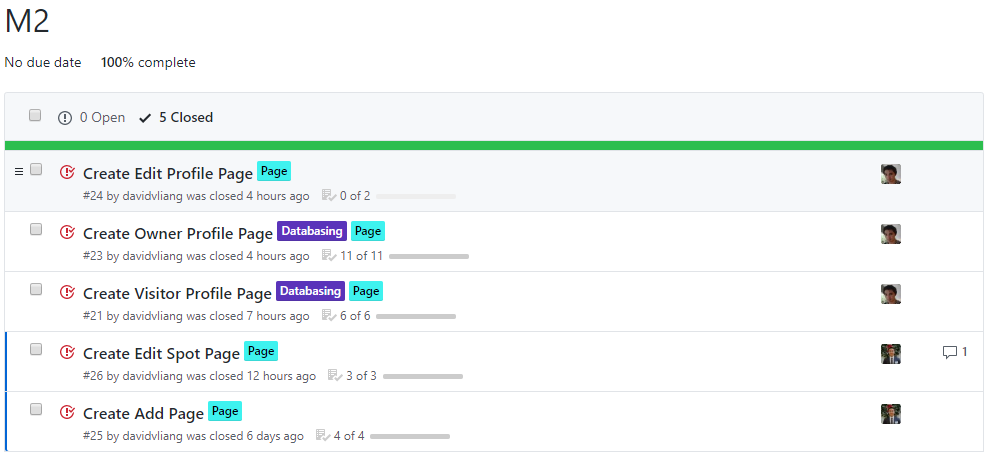 M2
No due date 100% complete
0 Open 5 Closed
Create Edit Profile Page Page
#24 by davidvliang was closed 4 hours ago 0 of 2
Create Owner Profile Page Databasing Page
#23 by davidvliang was closed 4 hours ago 11 of 11
Create Visitor Profile Page Databasing Page
#21 by davidvliang was closed 7 hours ago 6 of 6
Create Edit Spot Page Page 1
#26 by davidvliang was closed 12 hours ago 3 of 3
Create Add Page Page
#25 by davidvliang was closed 6 days ago 4 of 4